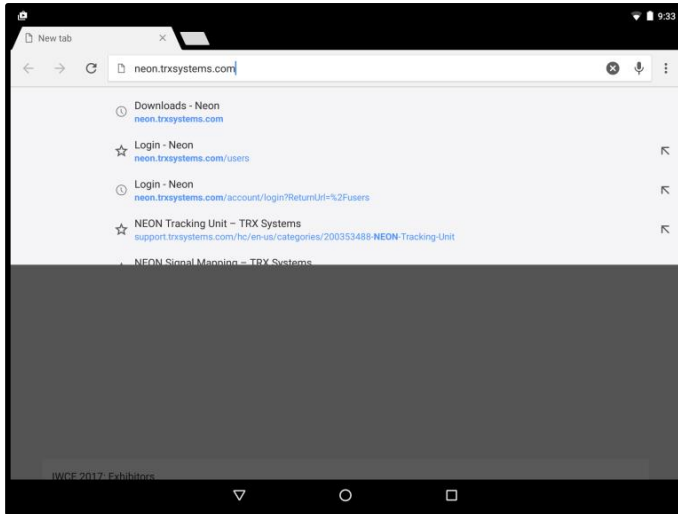 9:33
New tab
neon.trxsystems.com
Downloads - Neon
neon.trxsystems.com
Login - Neon
neon.trxsystems.com/users
Login - Neon
neon.trxsystems.com/account/login?ReturnUrl=%2Fusers
NEON Tracking Unit – TRX Systems
support.trxsystems.com/hc/en-us/categories/200353488-NEON-Tracking-Unit
NEON Signal Mapping – TRX Systems
IWCE 2017: Exhibitors